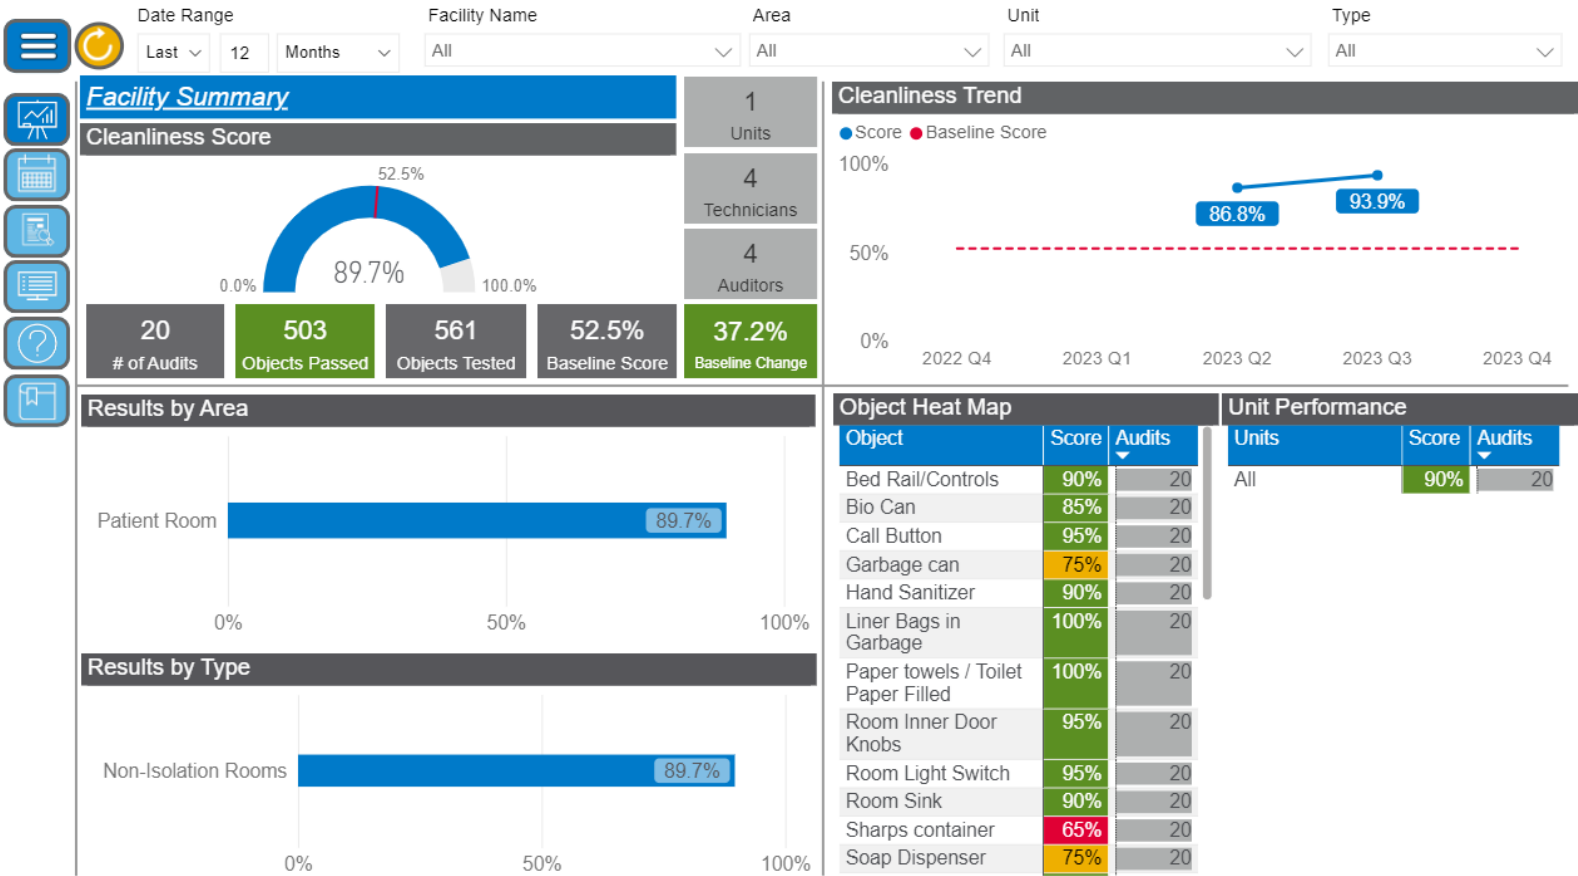 Date Range
Facility Name
Area
Unit
Type
Last
12
Months
All
All
All
All
Facility Summary
Cleanliness Score
52.5%
0.0%
89.7%
100.0%
20
# of Audits
503
Objects Passed
561
Objects Tested
52.5%
Baseline Score
1
Units
4
Technicians
4
Auditors
37.2%
Baseline Change
Cleanliness Trend
Score
Baseline Score
100%
50%
0%
86.8%
93.9%
2022 Q4
2023 Q1
2023 Q2
2023 Q3
2023 Q4
Results by Area
Patient Room
89.7%
0%
50%
100%
Results by Type
Non-Isolation Rooms
89.7%
0%
50%
100%
Object Heat Map
Object Score Audits
Bed Rail/Controls 90% 20
Bio Can 85% 20
Call Button 95% 20
Garbage can 75% 20
Hand Sanitizer 90% 20
Liner Bags in 100% 20
Garbage
Paper towels / Toilet 100% 20
Paper Filled
Room Inner Door 95% 20
Knobs
Room Light Switch 95% 20
Room Sink 90% 20
Sharps container 65% 20
Soap Dispenser 75% 20
Unit Performance
Units Score Audits
All 90% 20